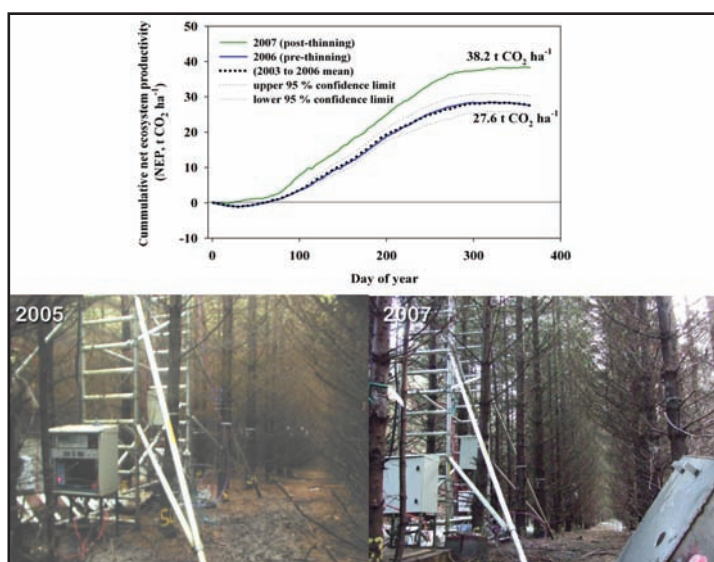 50
40
30
20
10
0
-10
Cummulative net ecosystem productivity
(NEP, t CO2 ha-1)
2007 (post-thinning)
2006 (pre-thinning)
(2003 to 2006 mean)
upper 95 % confidence limit
lower 95 % confidence limit
38.2 t CO2 ha-1
27.6 t CO2 ha-1
0 100 200 300 400
Day of year
2005
2007